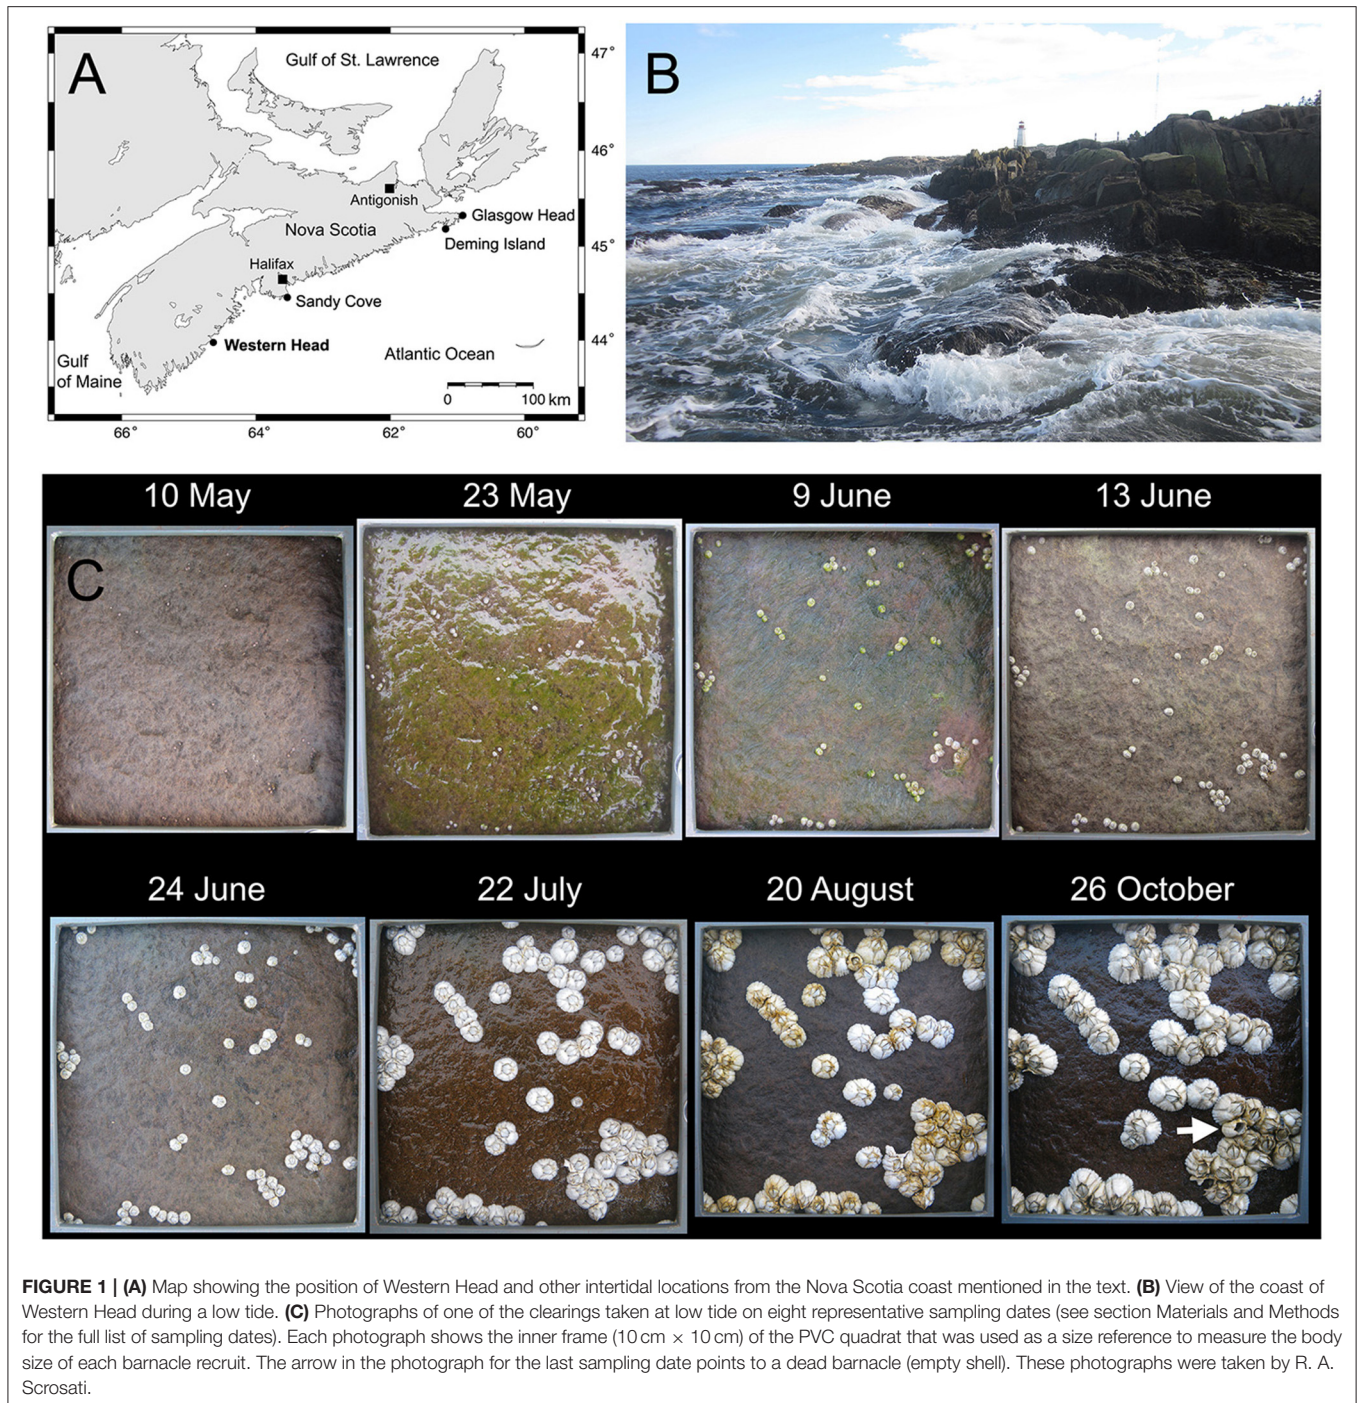 A
Gulf of St. Lawrence
47°
46°
Antigonish
Glasgow Head
Nova Scotia
Deming Island
45°
Halifax
Sandy Cove
Western Head
44°
Gulf
of Maine
Atlantic Ocean
0
100 km
66°
64°
62°
60°
B
10 May
23 May
9 June
13 June
C
24 June
22 July
20 August
26 October
FIGURE 1 | (A) Map showing the position of Western Head and other intertidal locations from the Nova Scotia coast mentioned in the text. (B) View of the coast of
Western Head during a low tide. (C) Photographs of one of the clearings taken at low tide on eight representative sampling dates (see section Materials and Methods
for the full list of sampling dates). Each photograph shows the inner frame (10 cm × 10 cm) of the PVC quadrat that was used as a size reference to measure the body
size of each barnacle recruit. The arrow in the photograph for the last sampling date points to a dead barnacle (empty shell). These photographs were taken by R. A.
Scrosati.